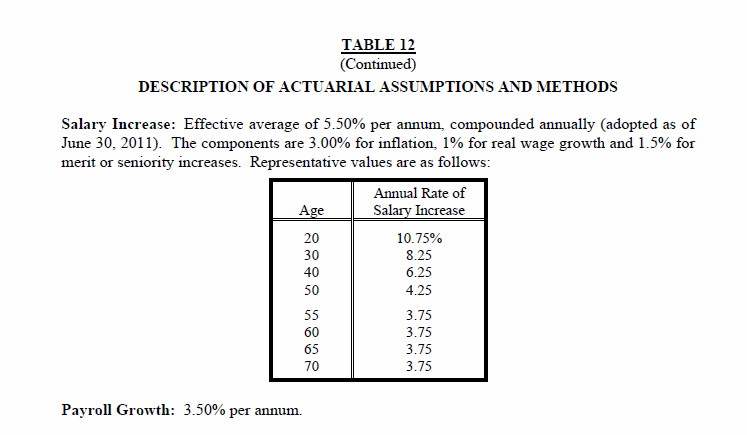 TABLE 12
(Continued)
DESCRIPTION OF ACTUARIAL ASSUMPTIONS AND METHODS
Salary Increase: Effective average of 5.50% per annum, compounded annually (adopted as of
June 30, 2011). The components are 3.00% for inflation, 1% for real wage growth and 1.5% for
merit or seniority increases. Representative values are as follows:
Annual Rate of
Age Salary Increase
20 10.75%
30 8.25
40 6.25
50 4.25
55 3.75
60 3.75
65 3.75
70 3.75
Payroll Growth: 3.50% per annum.